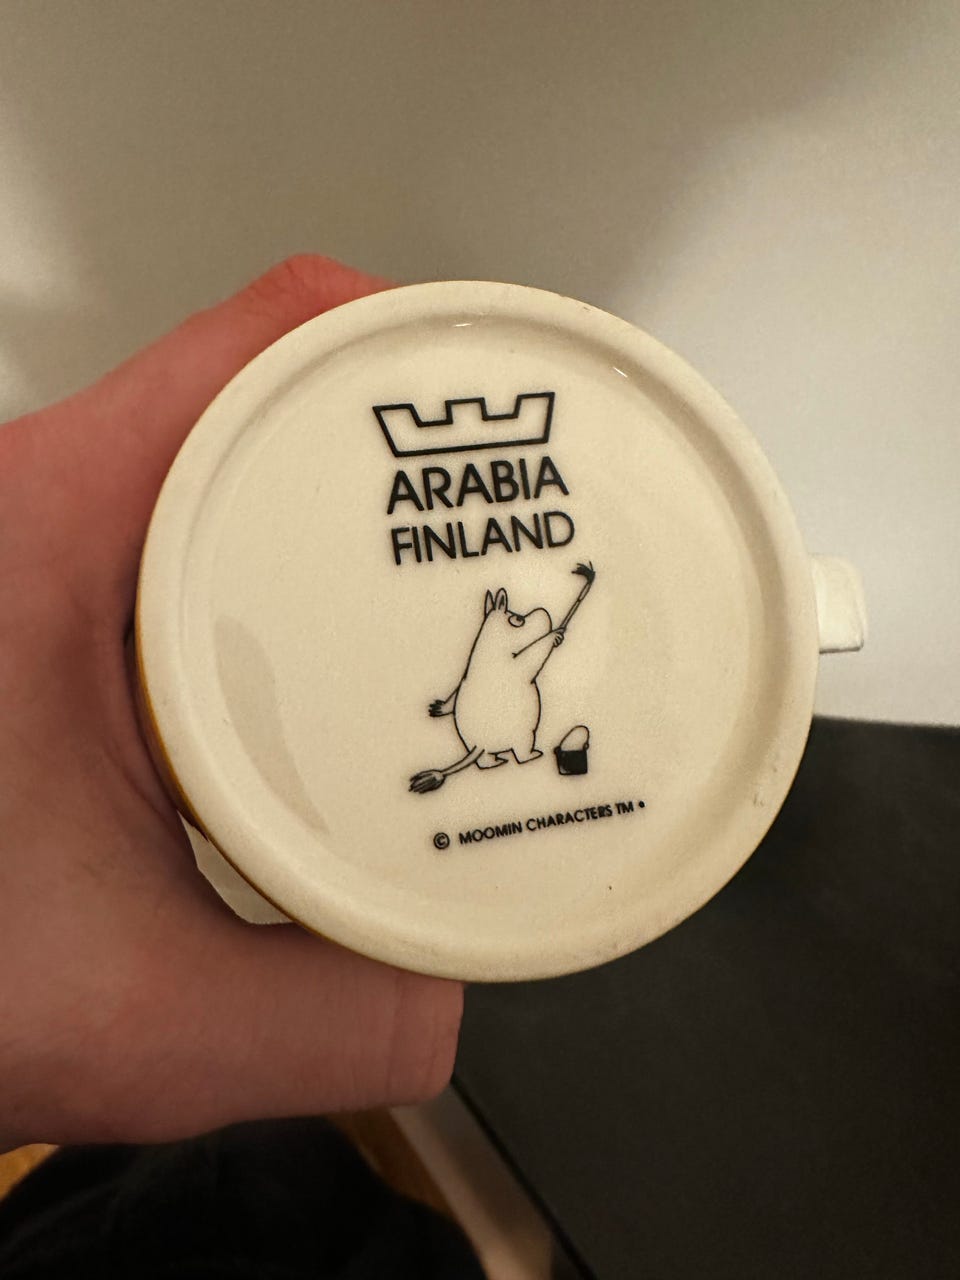 ARABIA
FINLAND
© MOOMIN CHARACTERS TM •